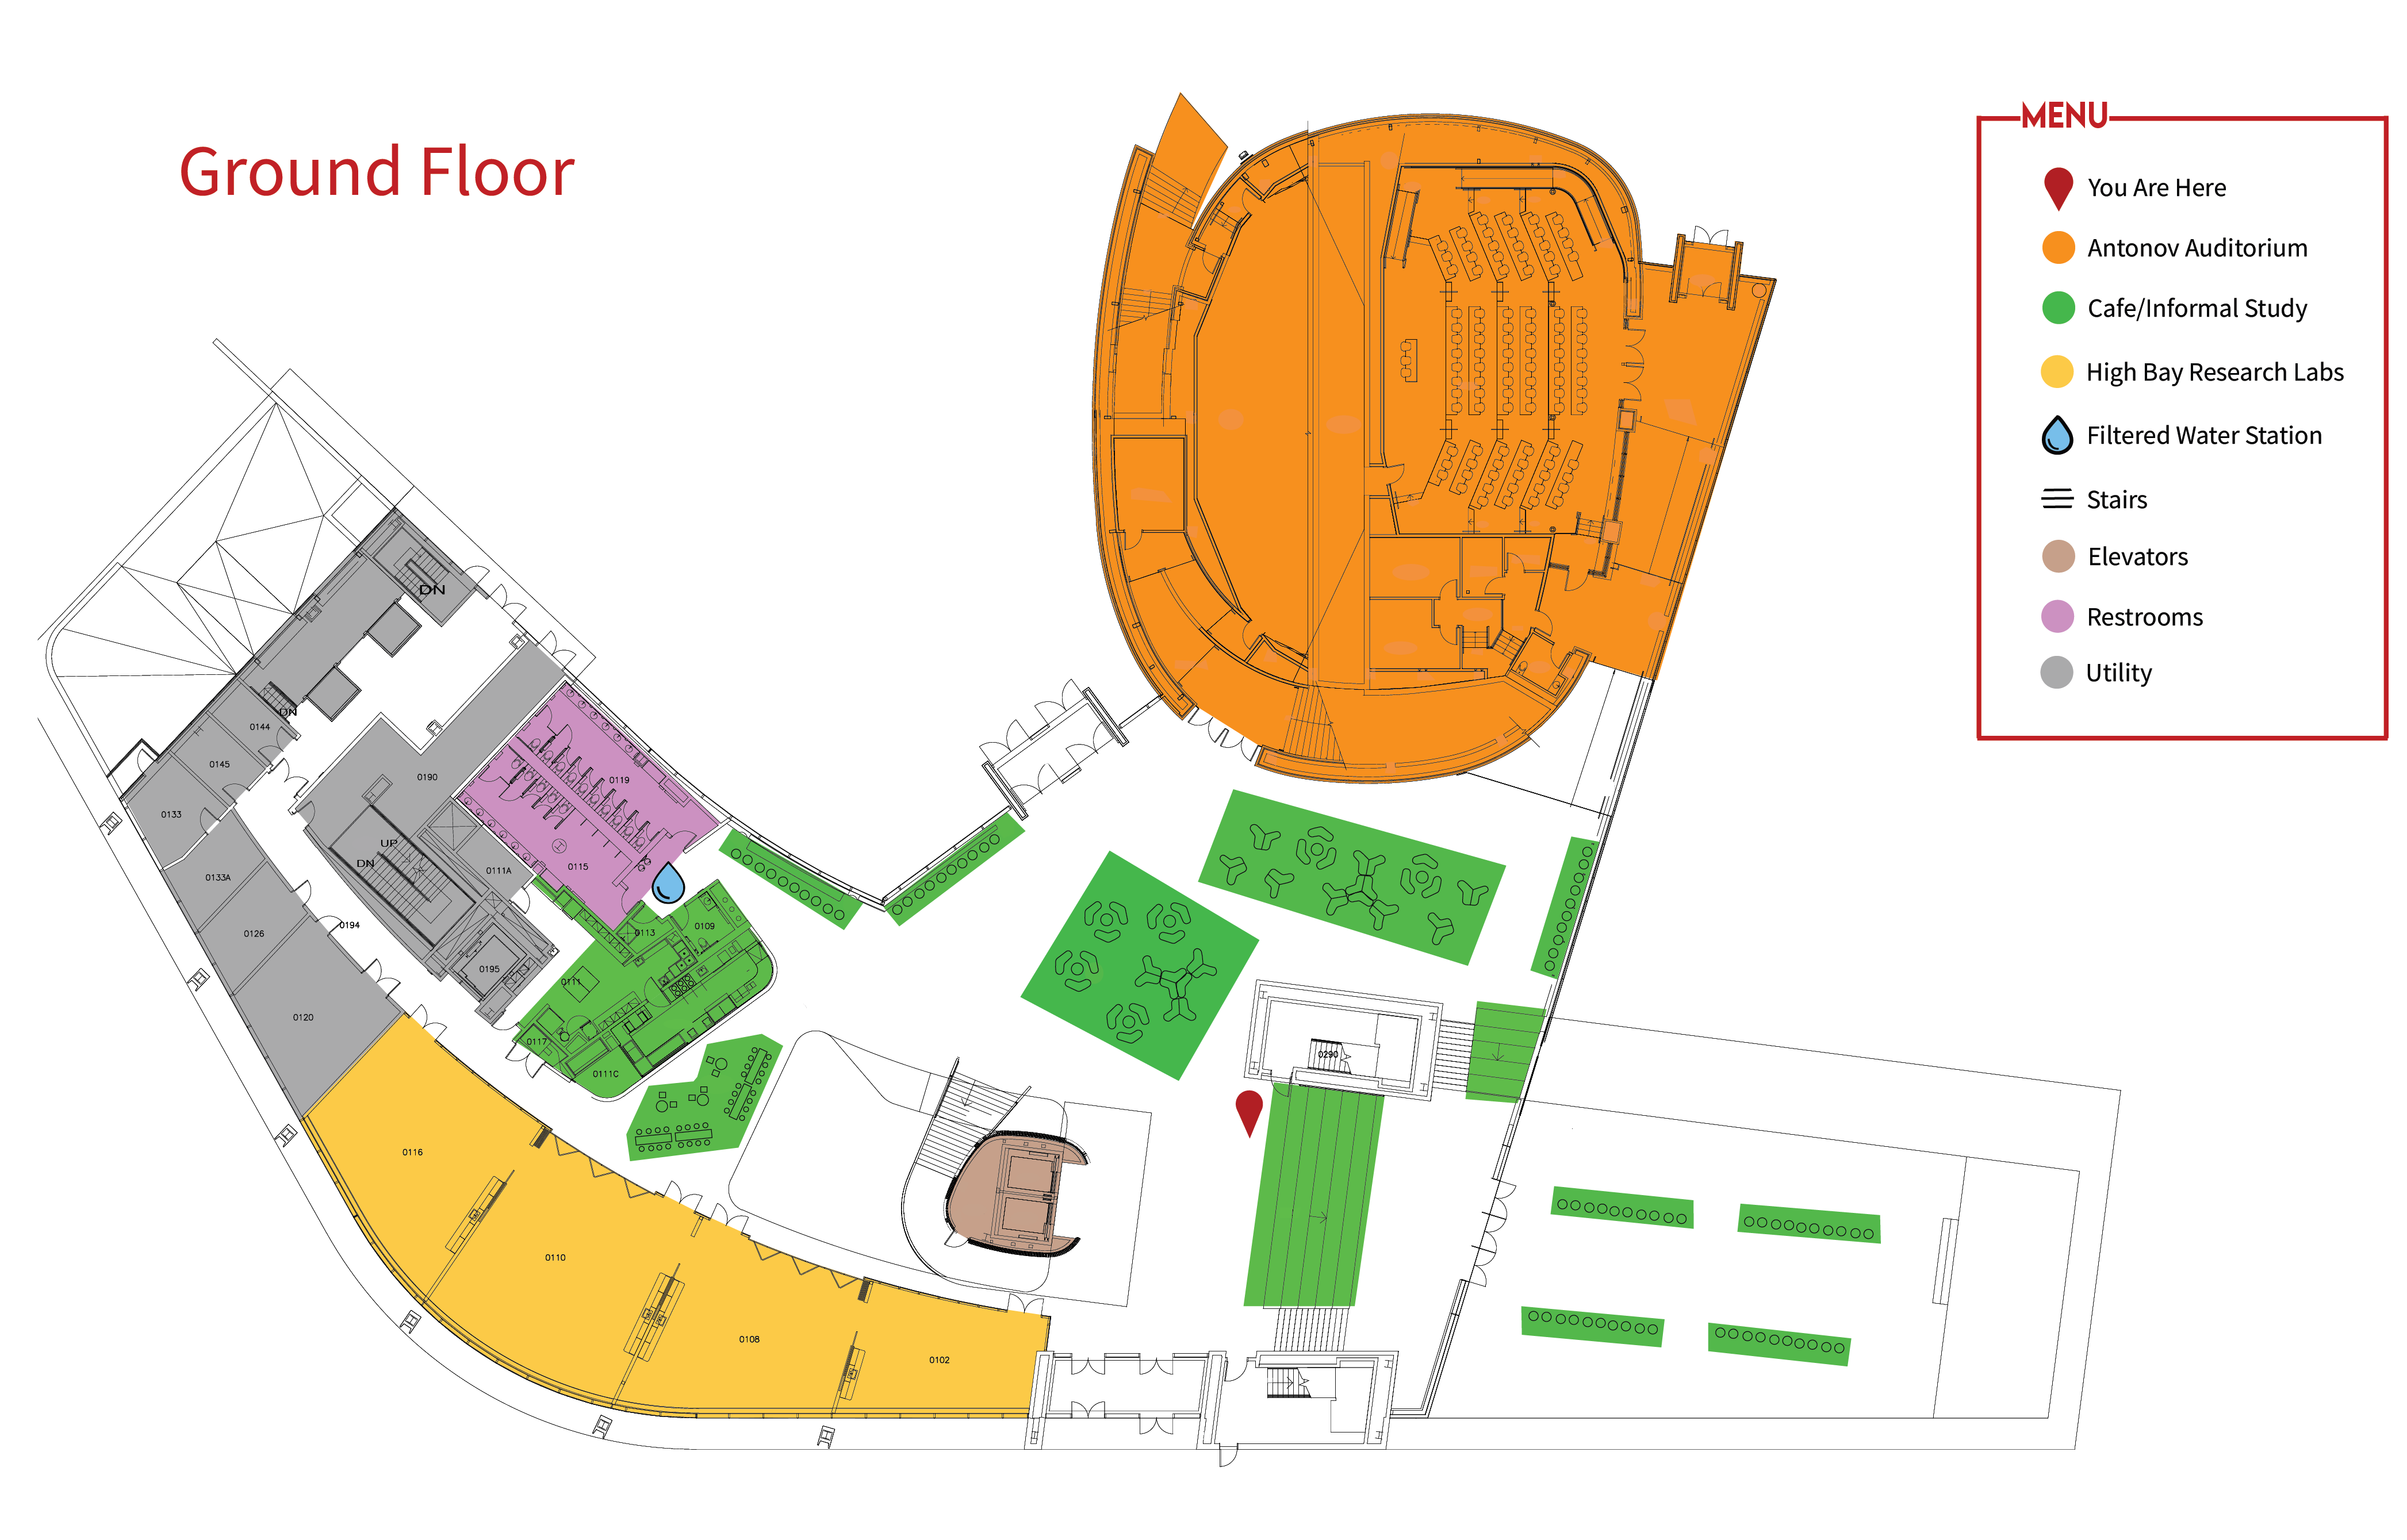 Ground Floor
MENU
You Are Here
Antonov Auditorium
Cafe/Informal Study
High Bay Research Labs
Filtered Water Station
Stairs
Elevators
Restrooms
Utility
DN
DN
0144
0145
0190
0119
0133
UP
DN
0115
0111A
0133A
0194
0126
0113
0109
0195
0111
0120
0117
0290
0111C
0116
0110
0108
0102